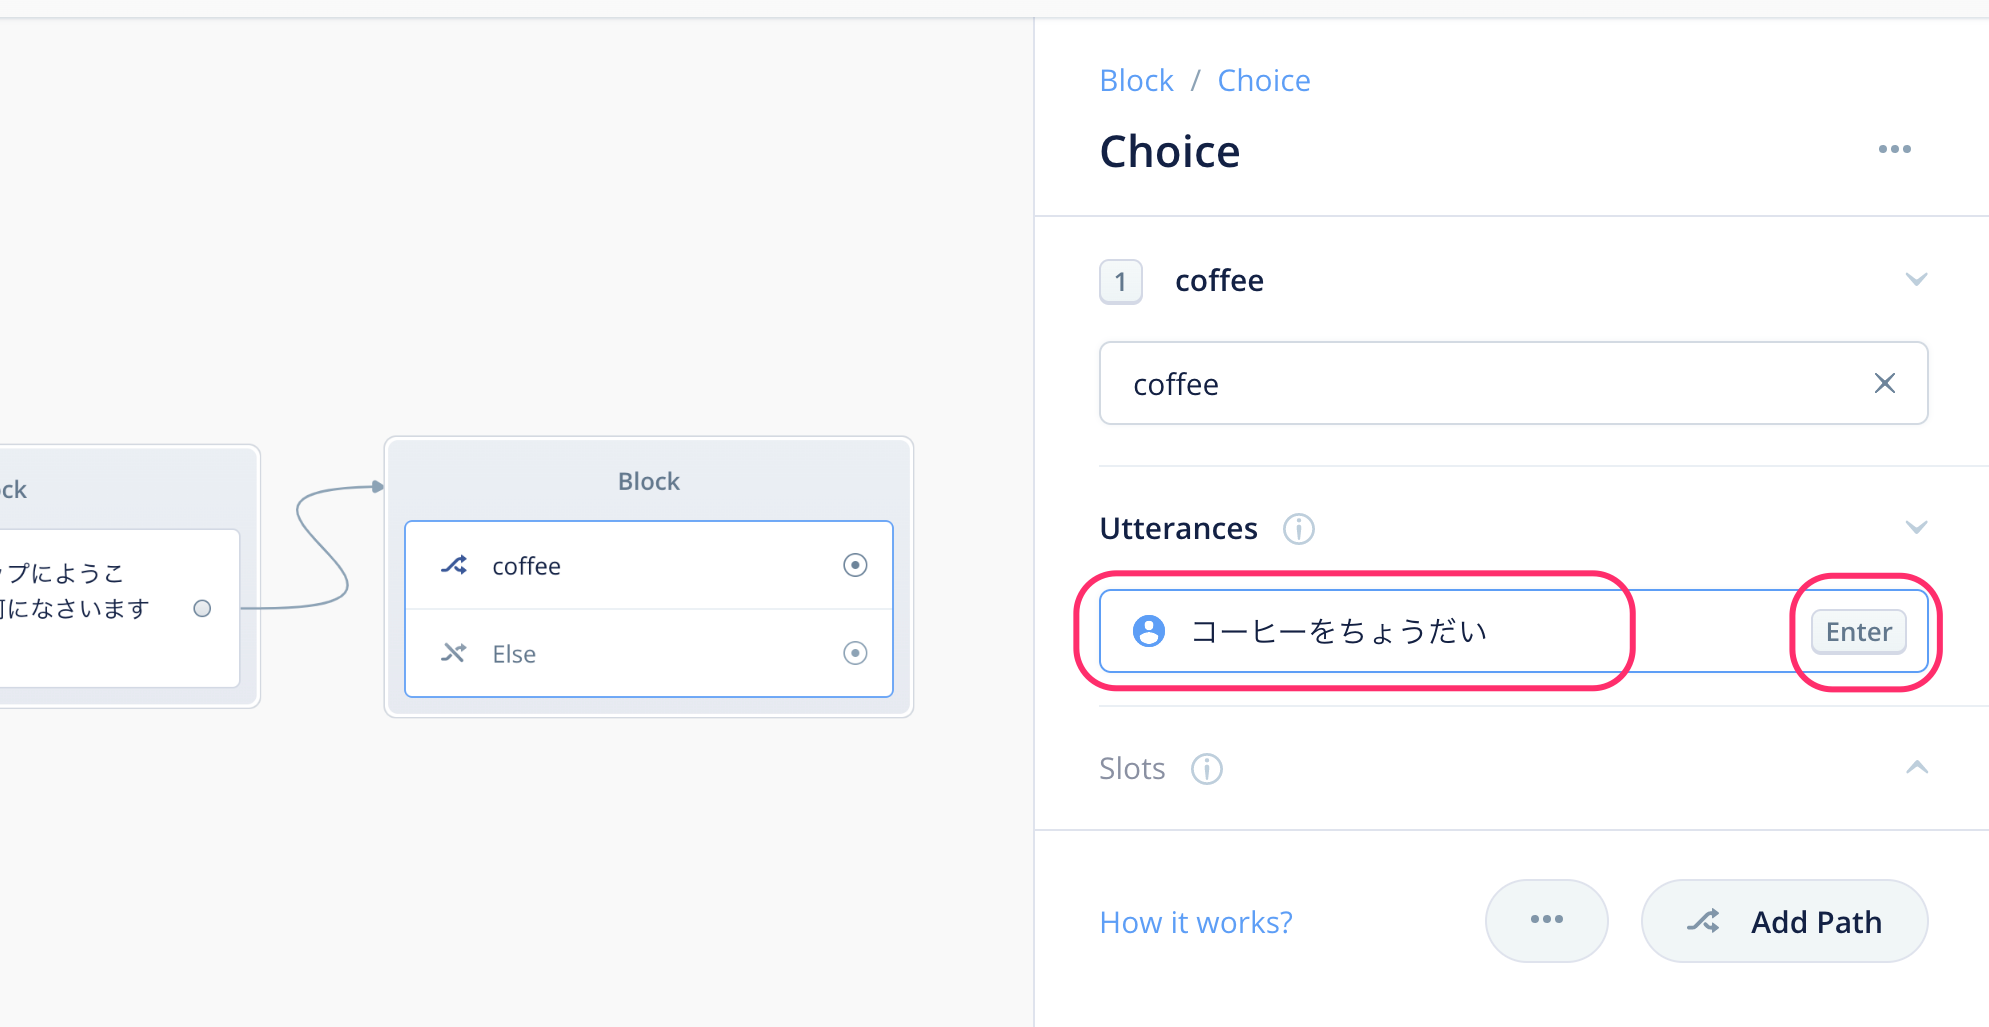 ck
プにようこ
何になさいます
Block
coffee
Else
Block / Choice
Choice
1 coffee
coffee
Utterances
コーヒーをちょうだい
Enter
Slots
How it works?
Add Path